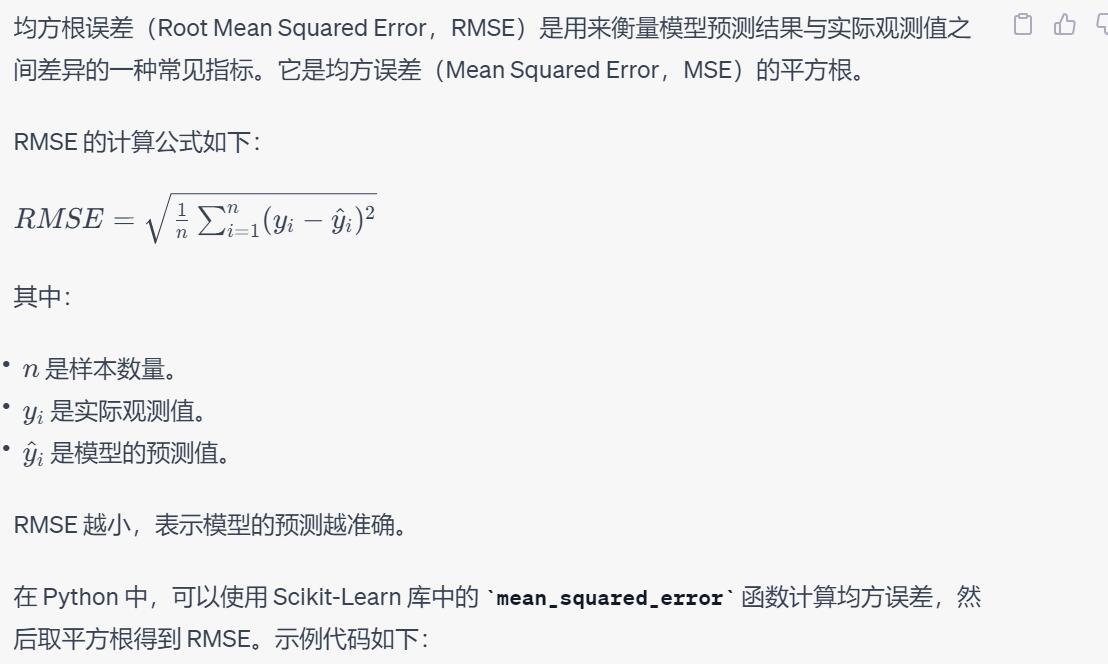 均方根误差（Root Mean Squared Error，RMSE）是用来衡量模型预测结果与实际观测值之
间差异的一种常见指标。它是均方误差（Mean Squared Error，MSE）的平方根。
RMSE 的计算公式如下：
$RMSE = \sqrt{\frac{1}{n} \sum_{i=1}^{n} (y_i - \hat{y}_i)^2}$
其中：
• $n$ 是样本数量。
• $y_i$ 是实际观测值。
• $\hat{y}_i$ 是模型的预测值。
RMSE 越小，表示模型的预测越准确。
在 Python 中，可以使用 Scikit-Learn 库中的 `mean_squared_error` 函数计算均方误差，然
后取平方根得到 RMSE。示例代码如下：